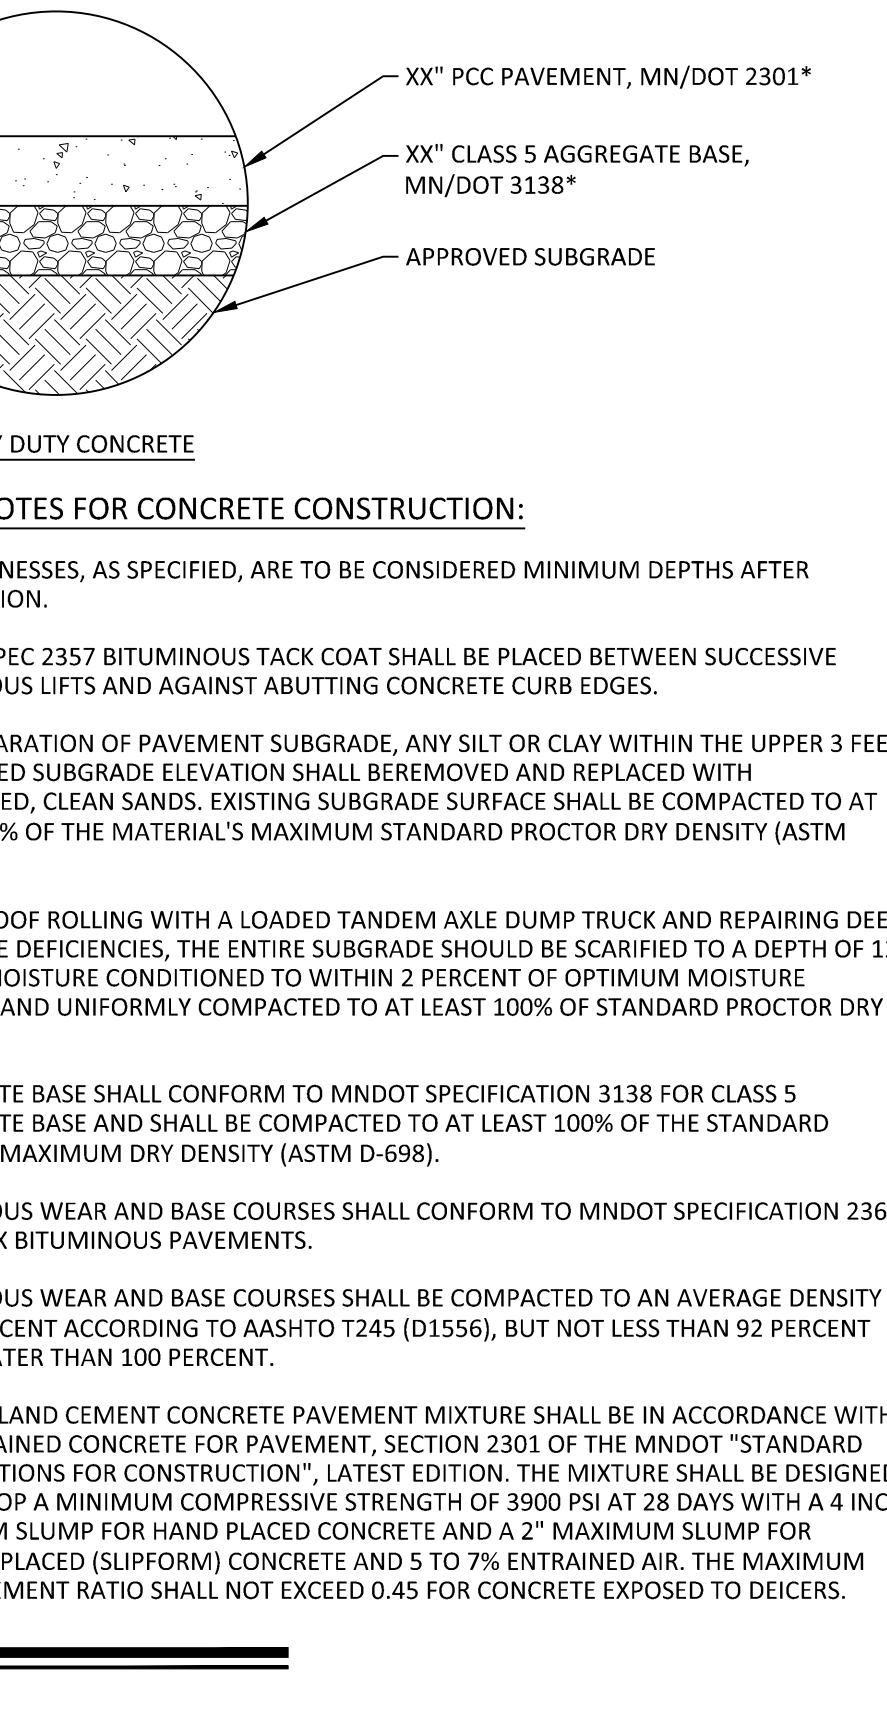 XX" PCC PAVEMENT, MN/DOT 2301*
XX" CLASS 5 AGGREGATE BASE,
MN/DOT 3138*
APPROVED SUBGRADE
DUTY CONCRETE
OTES FOR CONCRETE CONSTRUCTION:
NESSES, AS SPECIFIED, ARE TO BE CONSIDERED MINIMUM DEPTHS AFTER
ION.
PEC 2357 BITUMINOUS TACK COAT SHALL BE PLACED BETWEEN SUCCESSIVE
OUS LIFTS AND AGAINST ABUTTING CONCRETE CURB EDGES.
ARATION OF PAVEMENT SUBGRADE, ANY SILT OR CLAY WITHIN THE UPPER 3 FEE
ED SUBGRADE ELEVATION SHALL BEREMOVED AND REPLACED WITH
ED, CLEAN SANDS. EXISTING SUBGRADE SURFACE SHALL BE COMPACTED TO AT
% OF THE MATERIAL'S MAXIMUM STANDARD PROCTOR DRY DENSITY (ASTM
OOF ROLLING WITH A LOADED TANDEM AXLE DUMP TRUCK AND REPAIRING DEE
E DEFICIENCIES, THE ENTIRE SUBGRADE SHOULD BE SCARIFIED TO A DEPTH OF 12
MOISTURE CONDITIONED TO WITHIN 2 PERCENT OF OPTIMUM MOISTURE
AND UNIFORMLY COMPACTED TO AT LEAST 100% OF STANDARD PROCTOR DRY
TE BASE SHALL CONFORM TO MNDOT SPECIFICATION 3138 FOR CLASS 5
TE BASE AND SHALL BE COMPACTED TO AT LEAST 100% OF THE STANDARD
MAXIMUM DRY DENSITY (ASTM D-698).
OUS WEAR AND BASE COURSES SHALL CONFORM TO MNDOT SPECIFICATION 236
X BITUMINOUS PAVEMENTS.
OUS WEAR AND BASE COURSES SHALL BE COMPACTED TO AN AVERAGE DENSITY
CENT ACCORDING TO AASHTO T245 (D1556), BUT NOT LESS THAN 92 PERCENT
ATER THAN 100 PERCENT.
LAND CEMENT CONCRETE PAVEMENT MIXTURE SHALL BE IN ACCORDANCE WITH
AINED CONCRETE FOR PAVEMENT, SECTION 2301 OF THE MNDOT "STANDARD
TIONS FOR CONSTRUCTION", LATEST EDITION. THE MIXTURE SHALL BE DESIGNED
OP A MINIMUM COMPRESSIVE STRENGTH OF 3900 PSI AT 28 DAYS WITH A 4 INC
M SLUMP FOR HAND PLACED CONCRETE AND A 2" MAXIMUM SLUMP FOR
PLACED (SLIPFORM) CONCRETE AND 5 TO 7% ENTRAINED AIR. THE MAXIMUM
EMENT RATIO SHALL NOT EXCEED 0.45 FOR CONCRETE EXPOSED TO DEICERS.